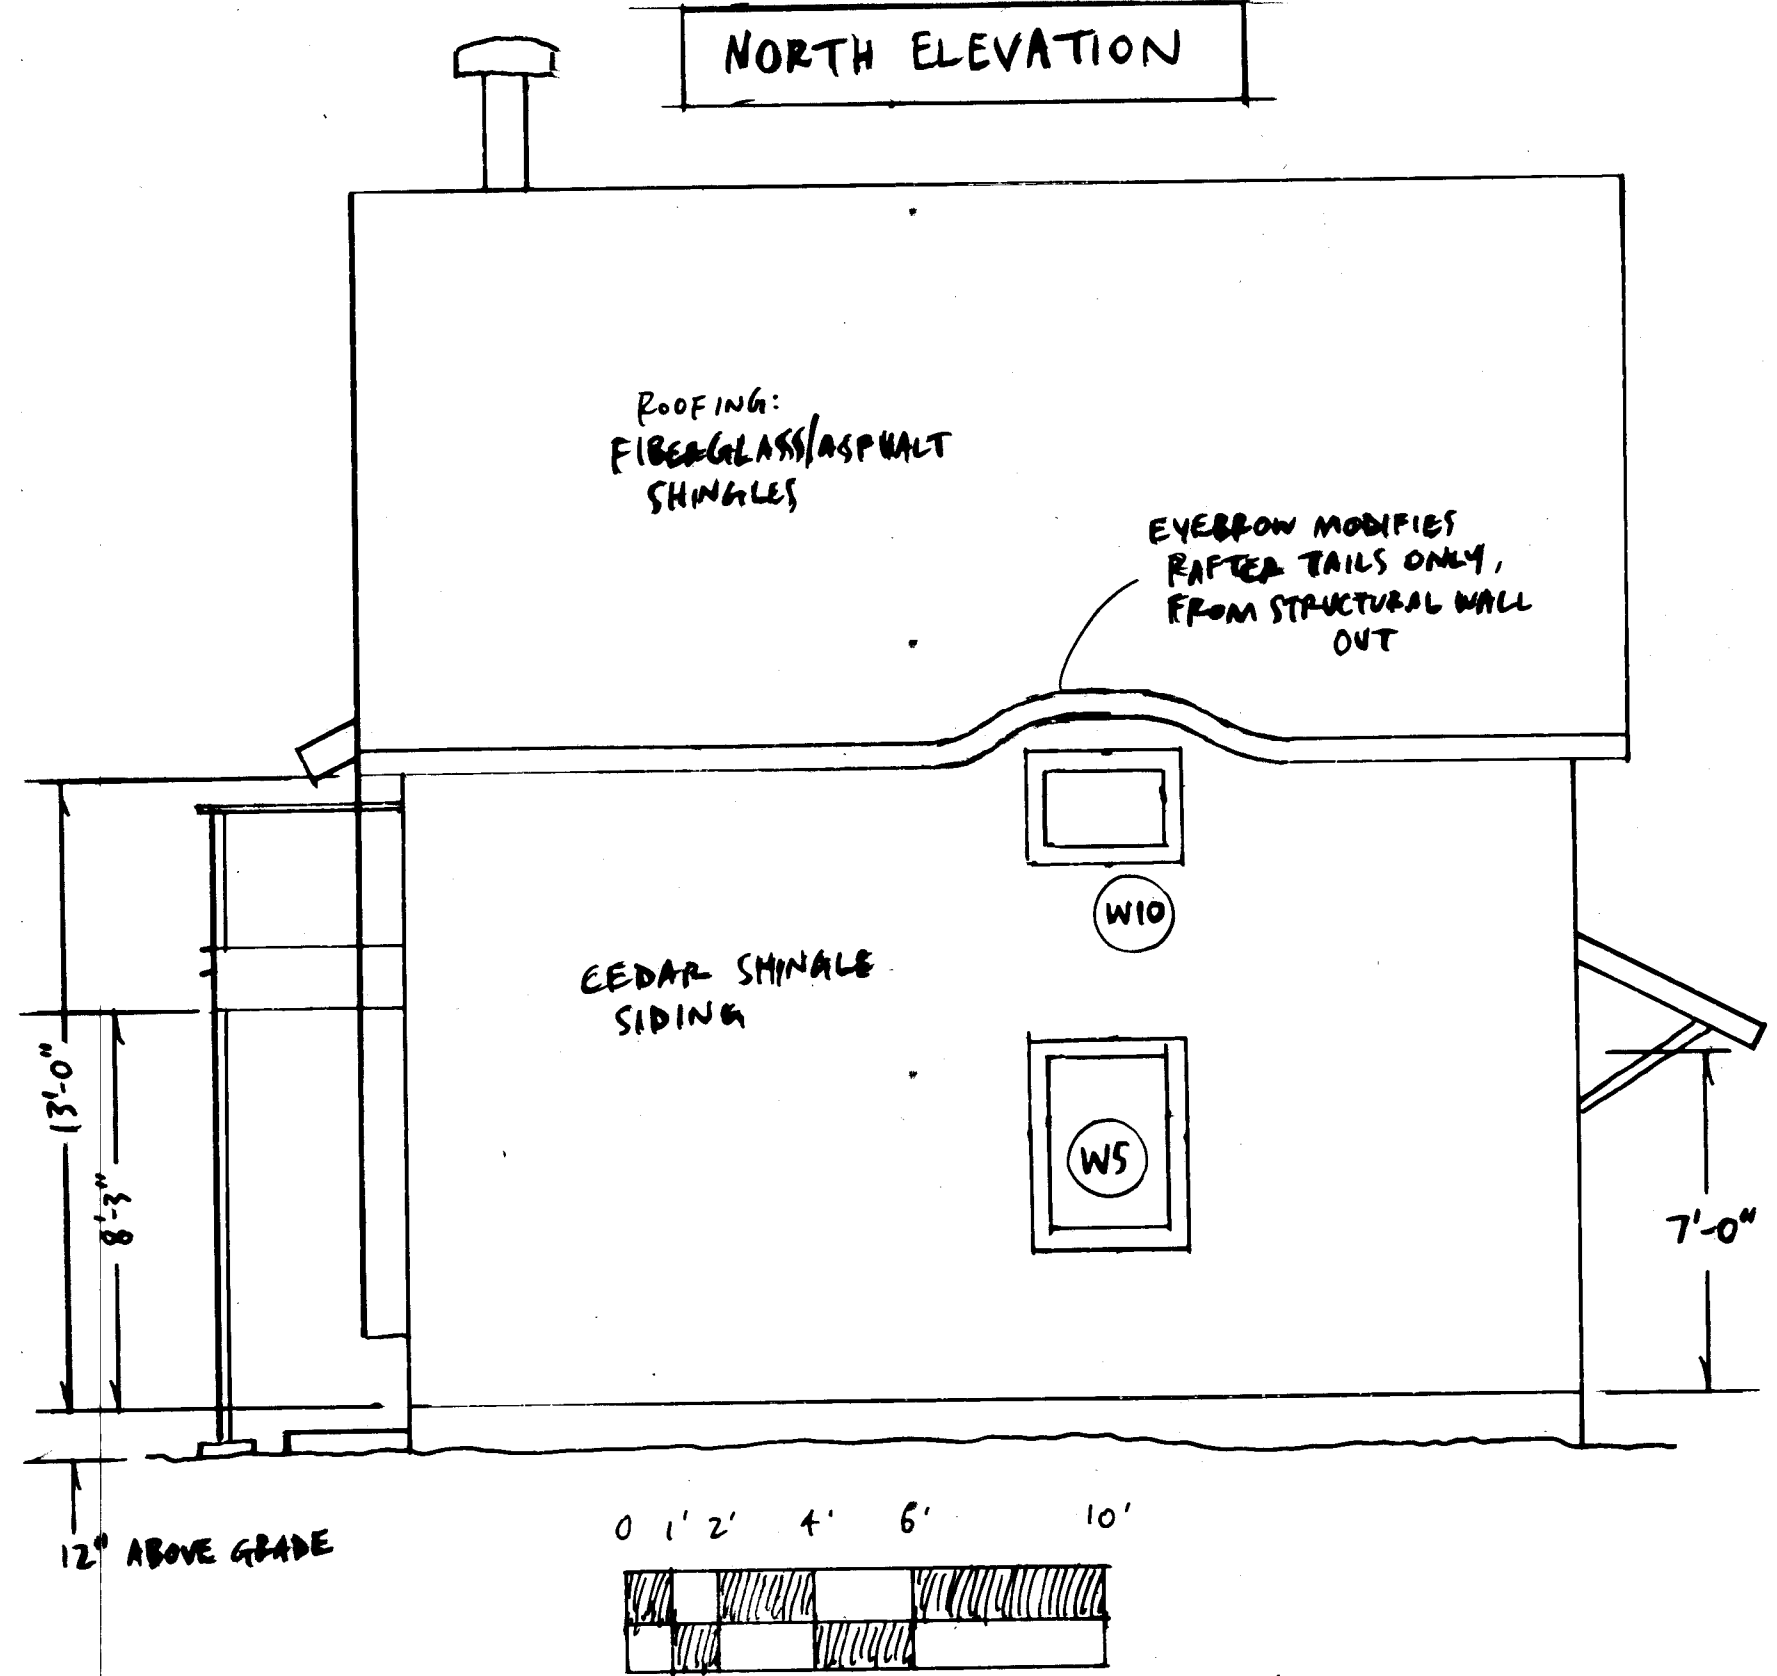 NORTH ELEVATION
ROOFING:
FIBERGLASS/ASPHALT
SHINGLES
EYEBROW MODIFIES
RAFTER TAILS ONLY,
FROM STRUCTURAL WALL
OUT
W10
CEDAR SHINGLE
SIDING
13'-0"
8'-3"
W5
7'-0"
12" ABOVE GRADE
0 1' 2' 4' 6' 10'